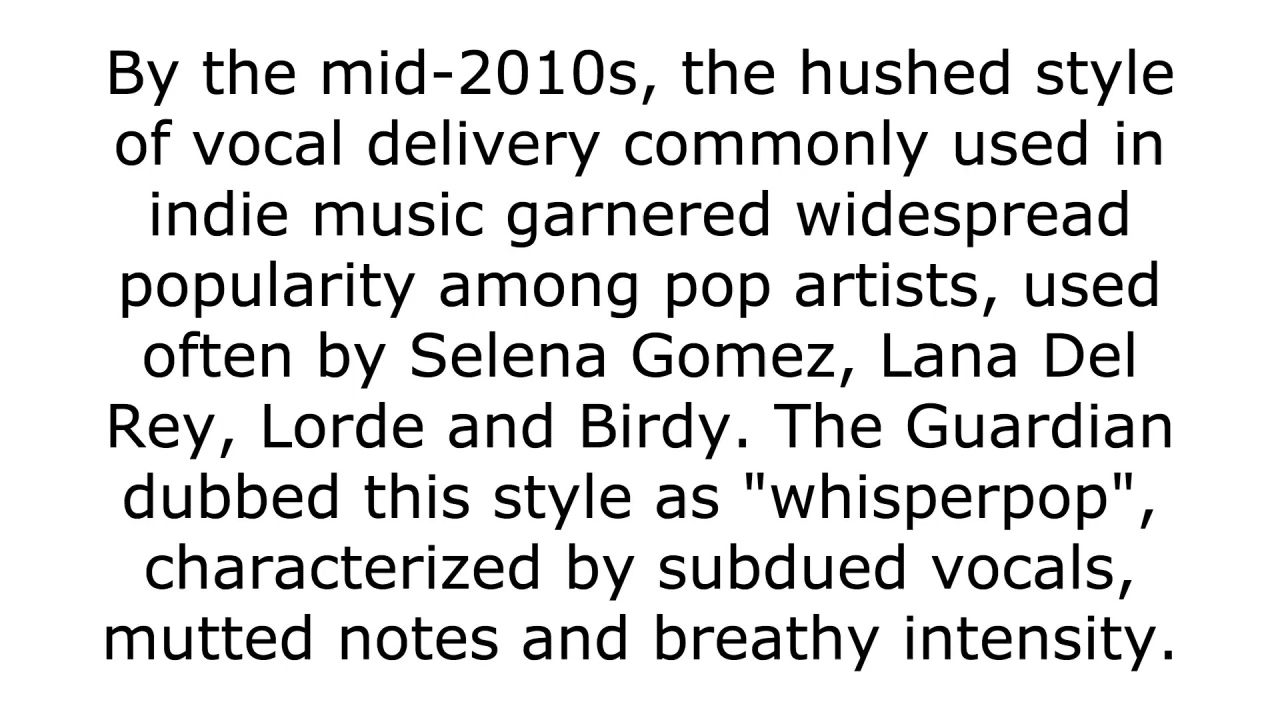 By the mid-2010s, the hushed style
of vocal delivery commonly used in
indie music garnered widespread
popularity among pop artists, used
often by Selena Gomez, Lana Del
Rey, Lorde and Birdy. The Guardian
dubbed this style as "whisperpop",
characterized by subdued vocals,
mutted notes and breathy intensity.